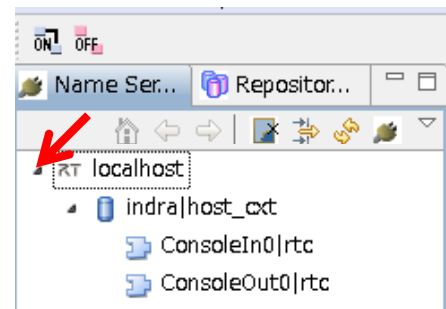 ON OFF
Name Ser... Repositor...
RT localhost
indra|host_cxt
ConsoleIn0|rtc
ConsoleOut0|rtc